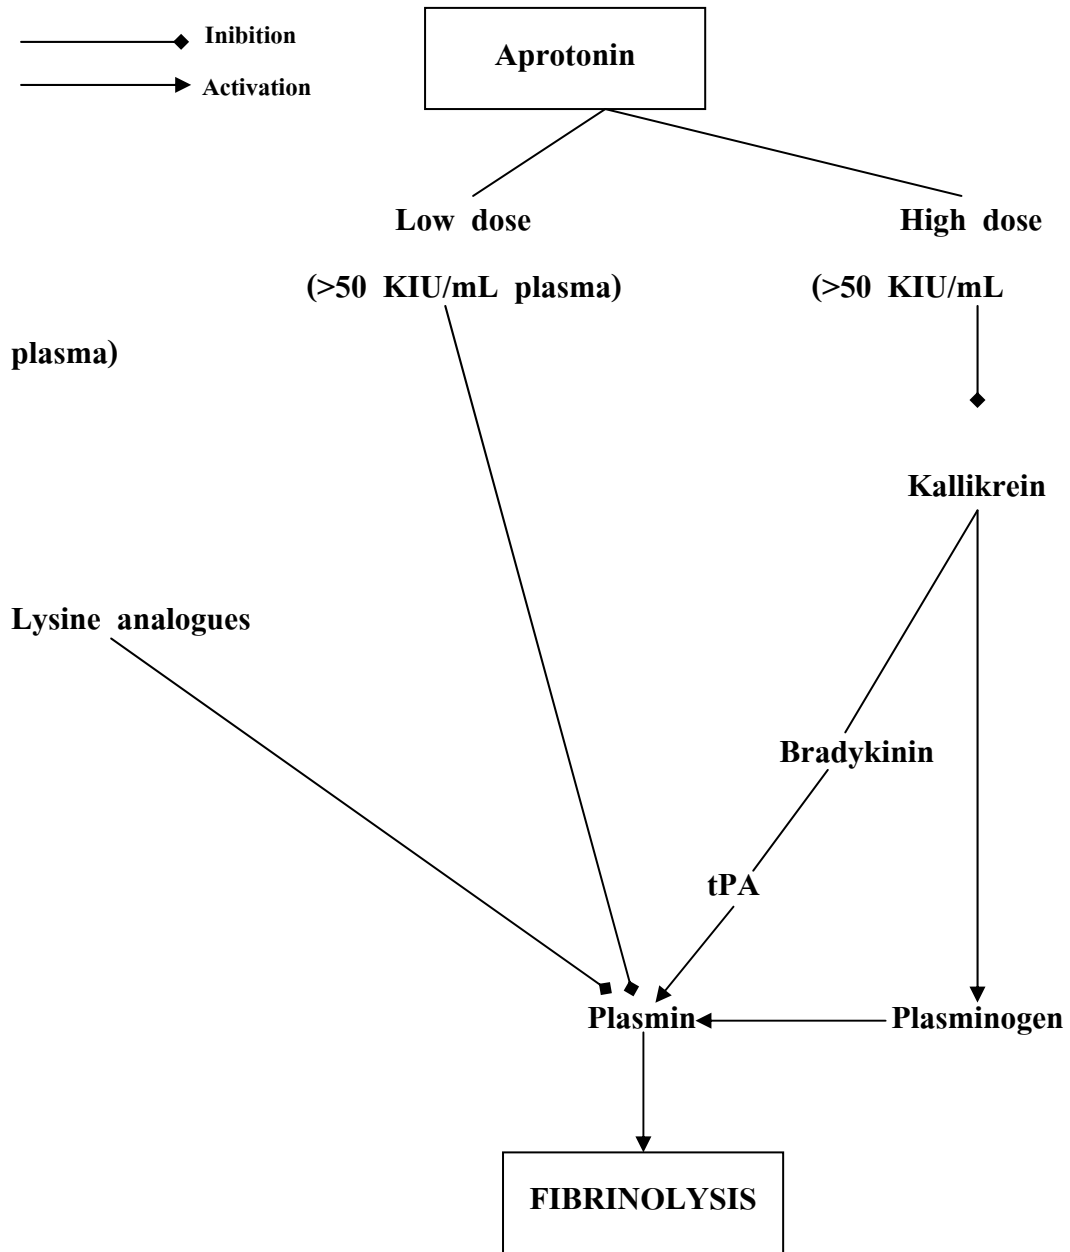 Inibition
Activation
Aprotonin
Low dose
High dose
(>50 KIU/mL plasma)
(>50 KIU/mL
plasma)
Kallikrein
Lysine analogues
Bradykinin
tPA
Plasmin
Plasminogen
FIBRINOLYSIS